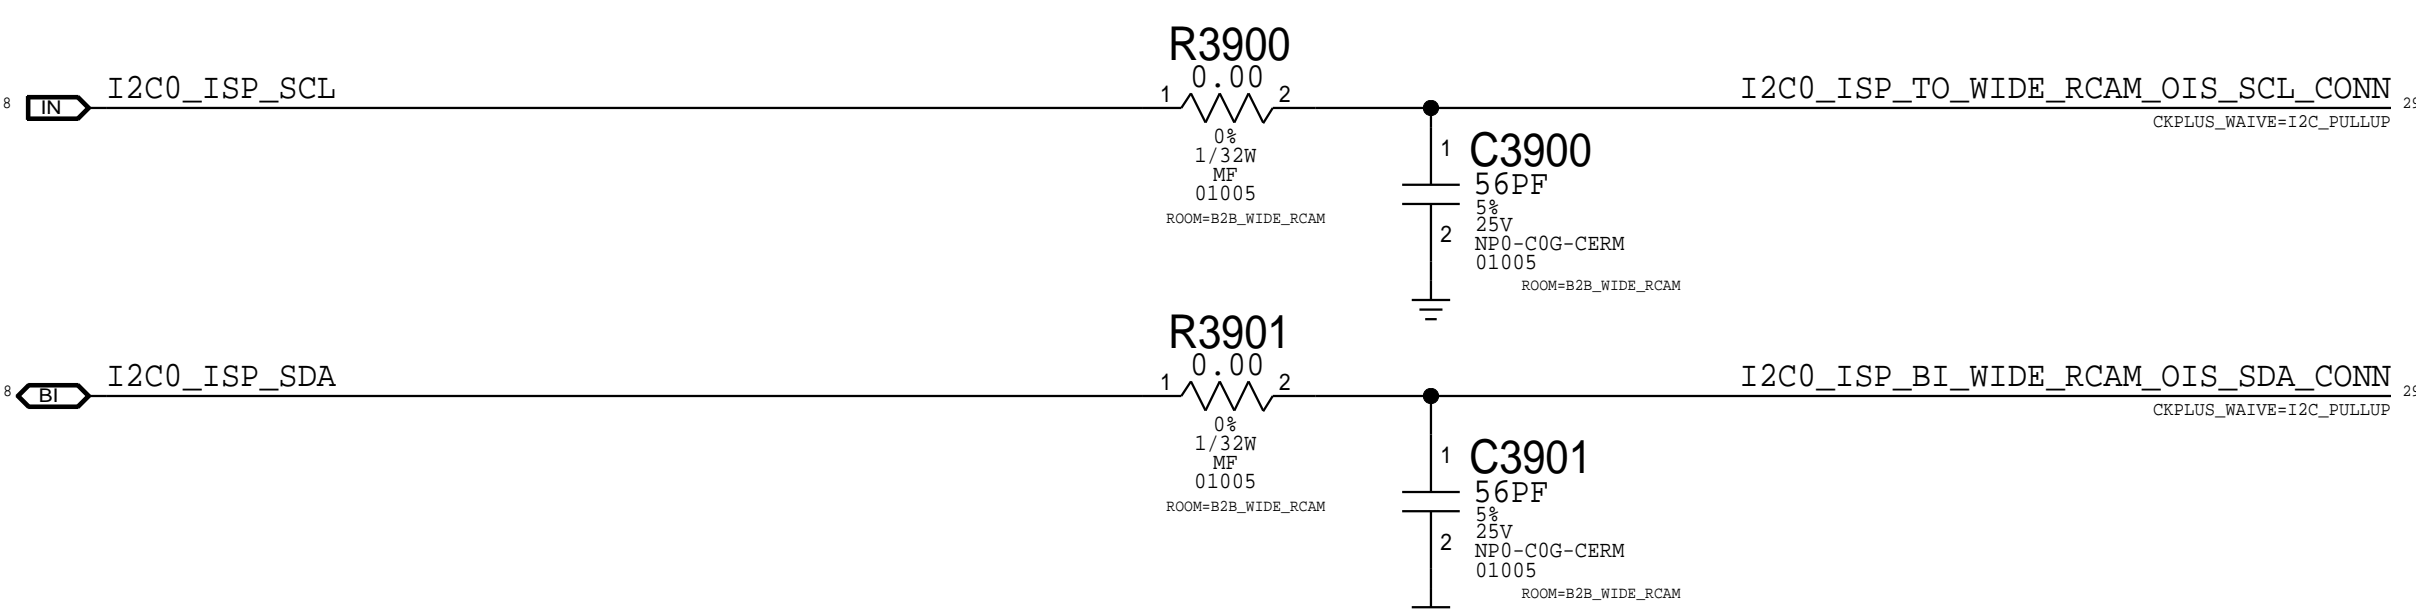 R3900
0.00
8 IN I2C0_ISP_SCL 1 2 I2C0_ISP_TO_WIDE_RCAM_OIS_SCL_CONN 29
CKPLUS_WAIVE=I2C_PULLUP
0%
1/32W
MF
01005
ROOM=B2B_WIDE_RCAM
1 C3900
56PF
5%
25V
2
NP0-C0G-CERM
01005
ROOM=B2B_WIDE_RCAM
R3901
0.00
8 BI I2C0_ISP_SDA 1 2 I2C0_ISP_BI_WIDE_RCAM_OIS_SDA_CONN 29
CKPLUS_WAIVE=I2C_PULLUP
0%
1/32W
MF
01005
ROOM=B2B_WIDE_RCAM
1 C3901
56PF
5%
25V
2
NP0-C0G-CERM
01005
ROOM=B2B_WIDE_RCAM